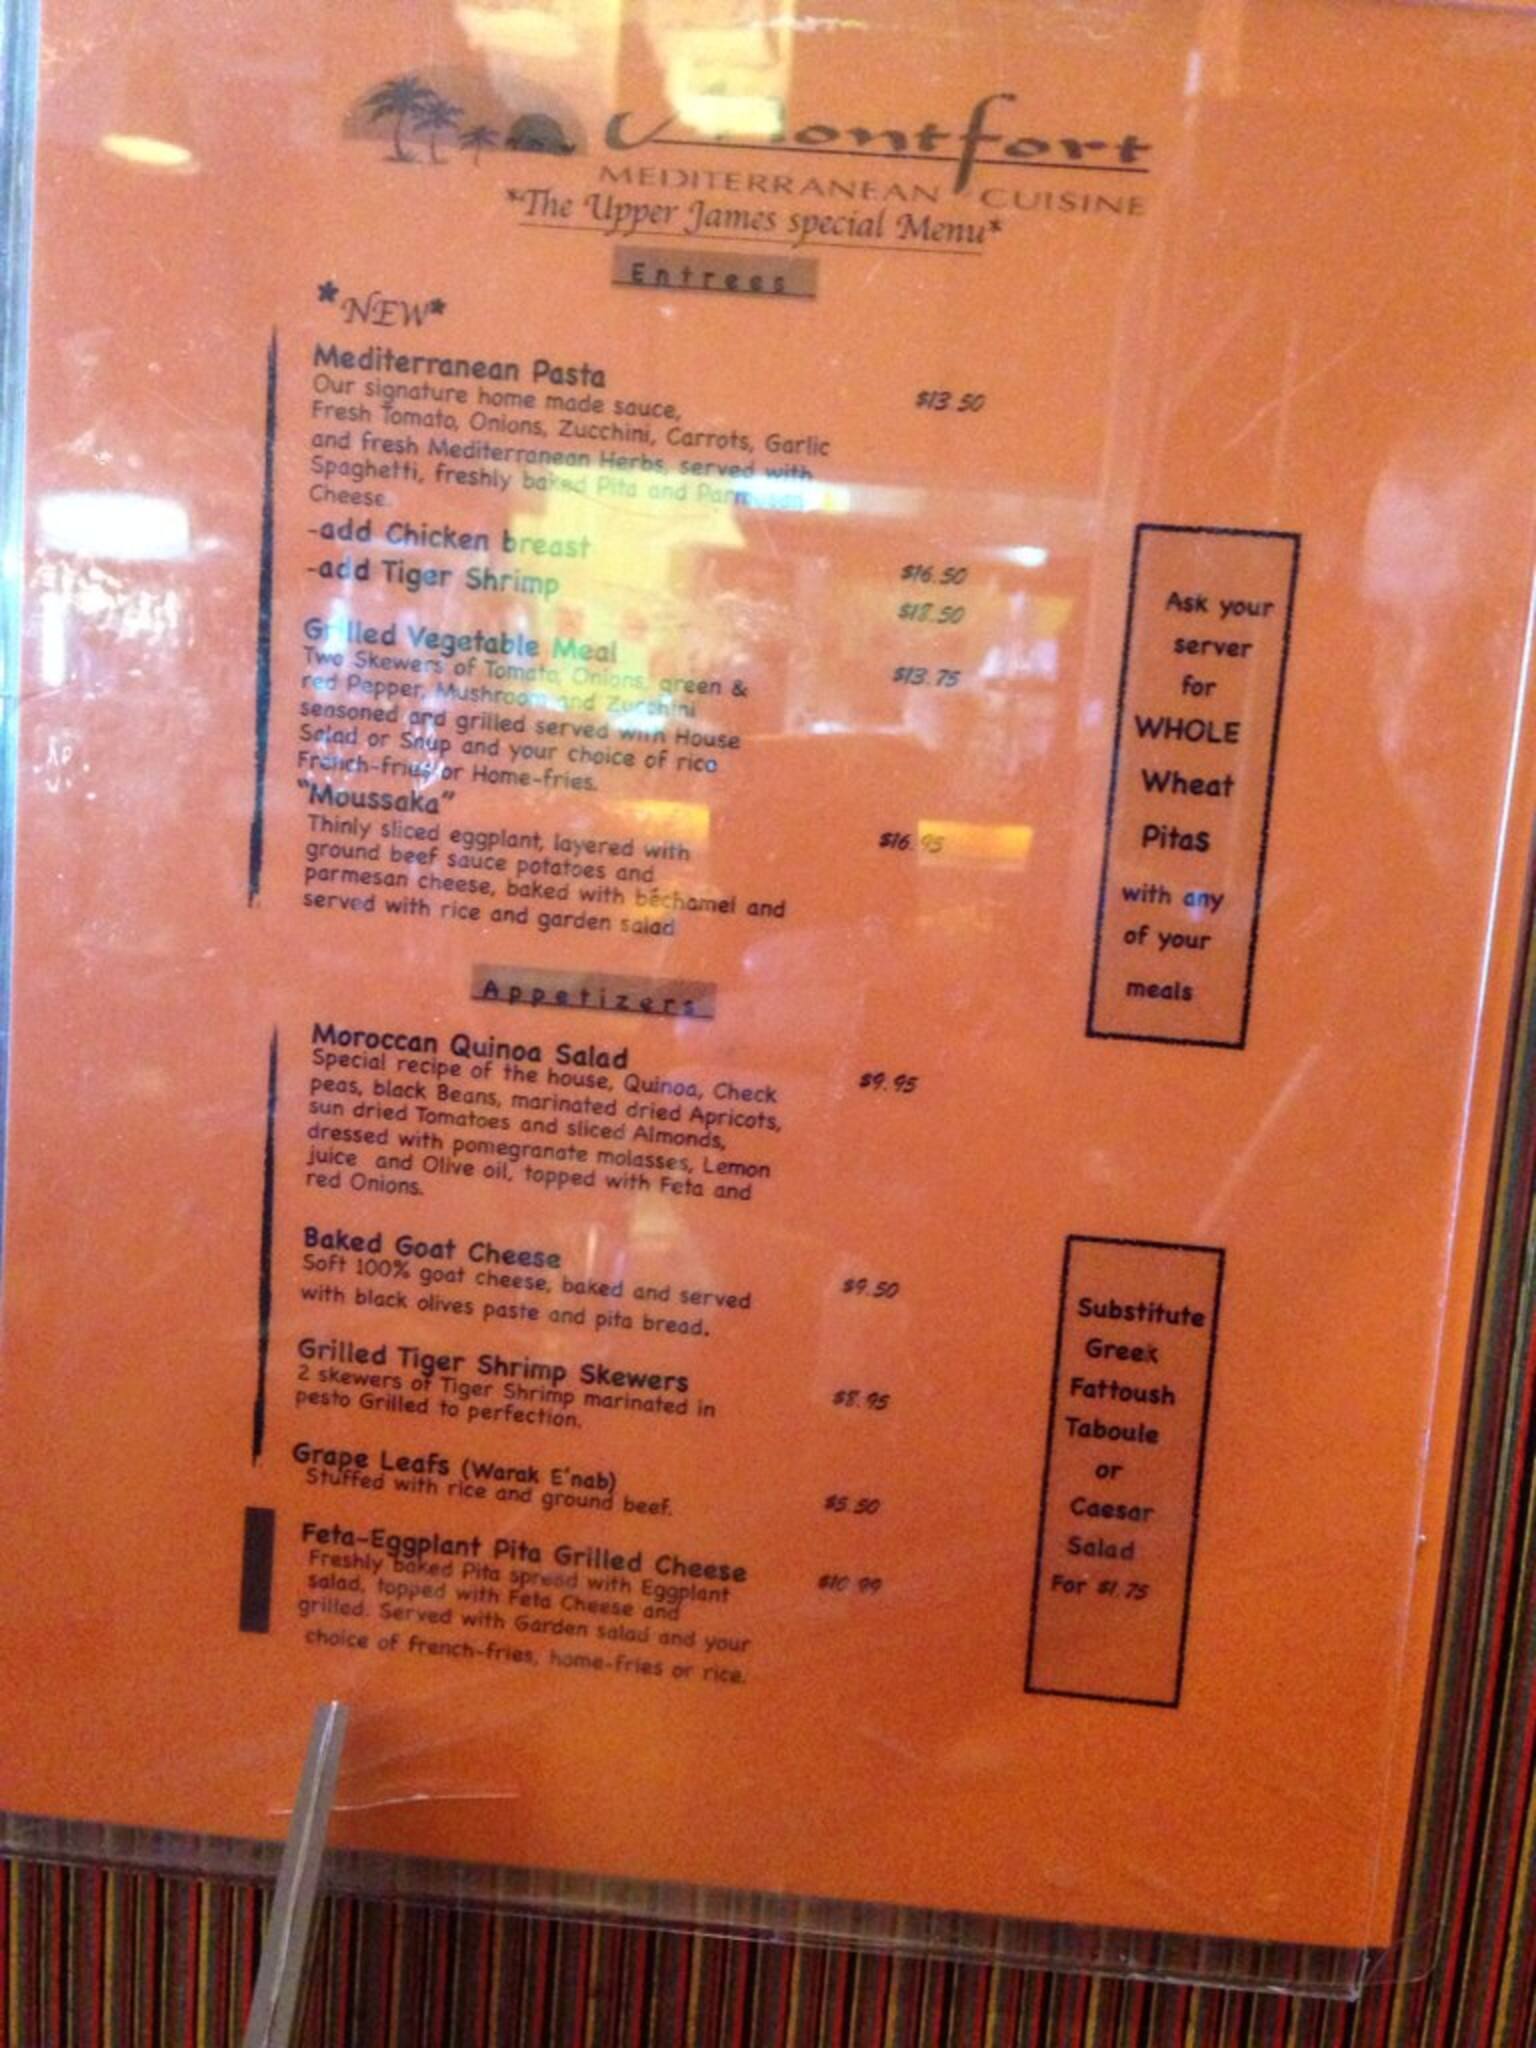 Montfort
MEDITERRANEAN CUISINE
*The Upper James special Menu*
Entrees
*NEW*
Mediterranean Pasta
$13.50
Our signature home made sauce,
Fresh Tomato, Onions, Zucchini, Carrots, Garlic
and fresh Mediterranean Herbs, served with
Spaghetti, freshly baked Pita and Parmesan
Cheese.
-add Chicken breast $16.50
-add Tiger Shrimp $18.50
Grilled Vegetable Meal $13.75
Two Skewers of Tomato, Onions, green &
red Pepper, Mushroom and Zucchini
seasoned and grilled served with House
Salad or Soup and your choice of rice
French-fries or Home-fries.
"Moussaka" $16.95
Thinly sliced eggplant, layered with
ground beef sauce potatoes and
parmesan cheese, baked with béchamel and
served with rice and garden salad
Ask your
server
for
WHOLE
Wheat
Pitas
with any
of your
meals
Appetizers
Moroccan Quinoa Salad $9.95
Special recipe of the house, Quinoa, Check
peas, black Beans, marinated dried Apricots,
sun dried Tomatoes and sliced Almonds,
dressed with pomegranate molasses, Lemon
juice and Olive oil, topped with Feta and
red Onions.
Baked Goat Cheese $9.50
Soft 100% goat cheese, baked and served
with black olives paste and pita bread.
Grilled Tiger Shrimp Skewers $8.95
2 skewers of Tiger Shrimp marinated in
pesto Grilled to perfection.
Grape Leafs (Warak E'nab) $5.50
Stuffed with rice and ground beef.
Feta-Eggplant Pita Grilled Cheese $10.99
Freshly baked Pita spread with Eggplant
salad, topped with Feta Cheese and
grilled. Served with Garden salad and your
choice of french-fries, home-fries or rice.
Substitute
Greek
Fattoush
Taboule
or
Caesar
Salad
For $1.75